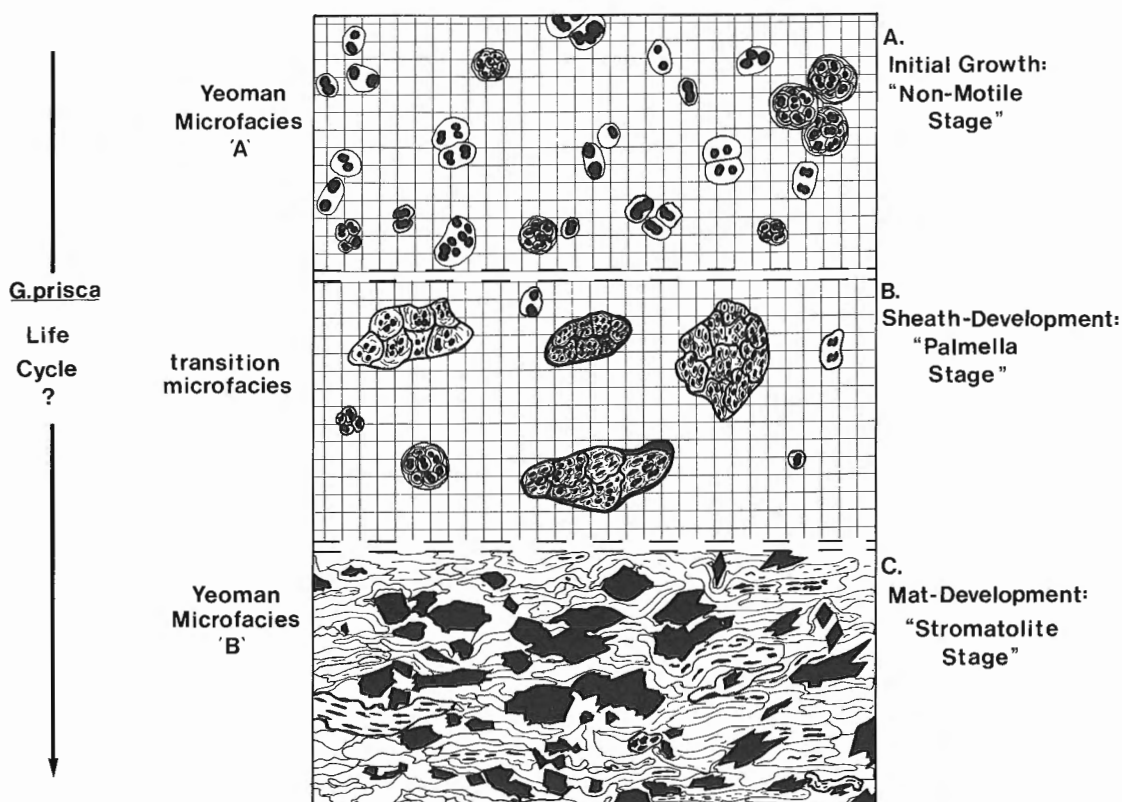 Yeoman
Microfacies
'A'
A.
Initial Growth:
“Non-Motile
Stage”
G.prisca
Life
Cycle
?
transition
microfacies
B.
Sheath-Development:
“Palmella
Stage”
Yeoman
Microfacies
'B'
C.
Mat-Development:
“Stromatolite
Stage”